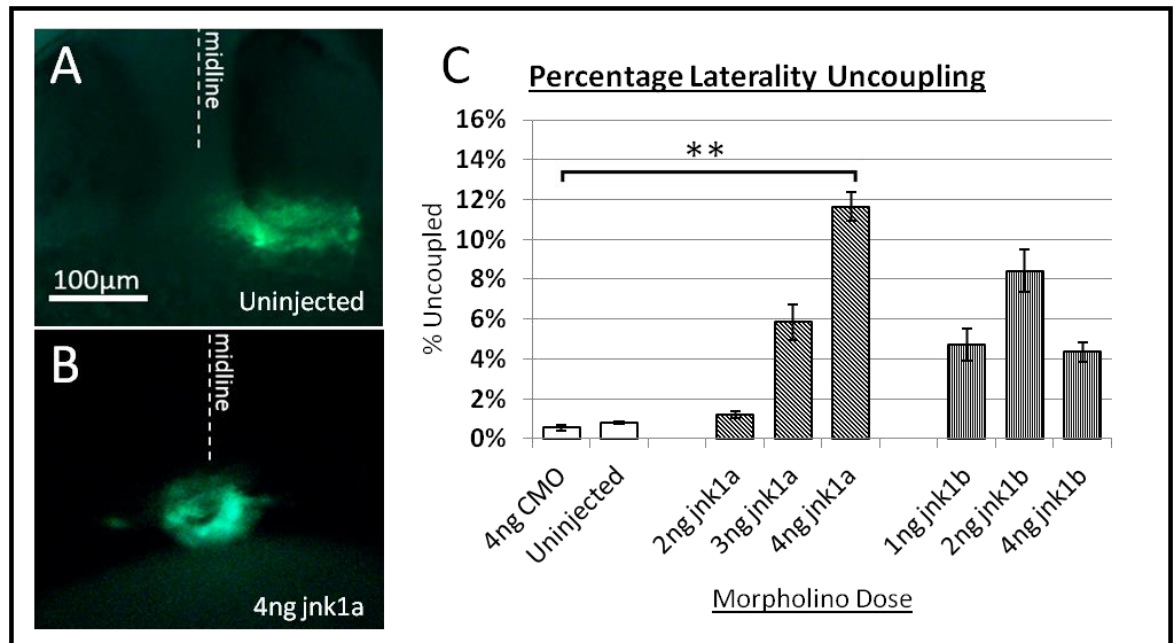 A
midline
100μm
Uninjected
B
midline
4ng jnk1a
C
Percentage Laterality Uncoupling
% Uncoupled
16%
14%
12%
10%
8%
6%
4%
2%
0%
**
4ng CMO
Uninjected
2ng jnk1a
3ng jnk1a
4ng jnk1a
1ng jnk1b
2ng jnk1b
4ng jnk1b
Morpholino Dose